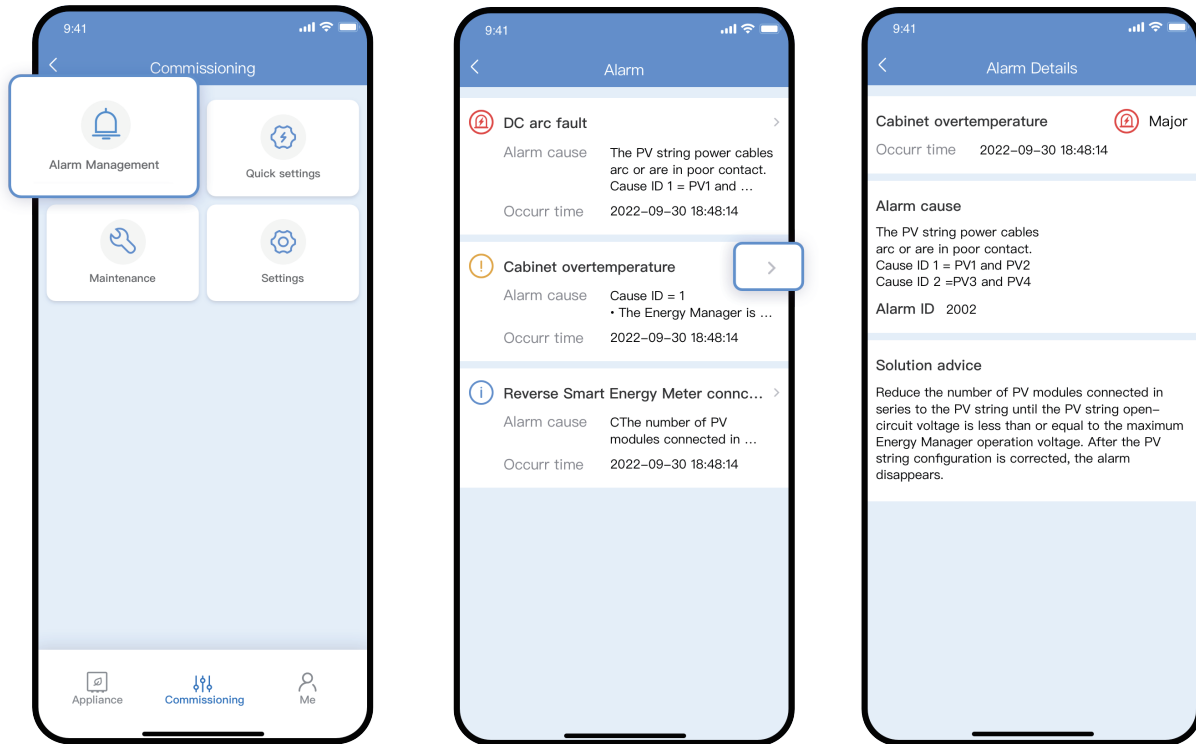 9:41
Commissioning
Alarm Management
Quick settings
Maintenance
Settings
Appliance
Commissioning
Me
9:41
Alarm
DC arc fault
Alarm cause The PV string power cables
arc or are in poor contact.
Cause ID 1 = PV1 and ...
Occurr time 2022-09-30 18:48:14
Cabinet overtemperature
Alarm cause Cause ID = 1
• The Energy Manager is ...
Occurr time 2022-09-30 18:48:14
Reverse Smart Energy Meter connc...
Alarm cause CThe number of PV
modules connected in ...
Occurr time 2022-09-30 18:48:14
9:41
Alarm Details
Cabinet overtemperature Major
Occurr time 2022-09-30 18:48:14
Alarm cause
The PV string power cables
arc or are in poor contact.
Cause ID 1 = PV1 and PV2
Cause ID 2 =PV3 and PV4
Alarm ID 2002
Solution advice
Reduce the number of PV modules connected in
series to the PV string until the PV string open-
circuit voltage is less than or equal to the maximum
Energy Manager operation voltage. After the PV
string configuration is corrected, the alarm
disappears.